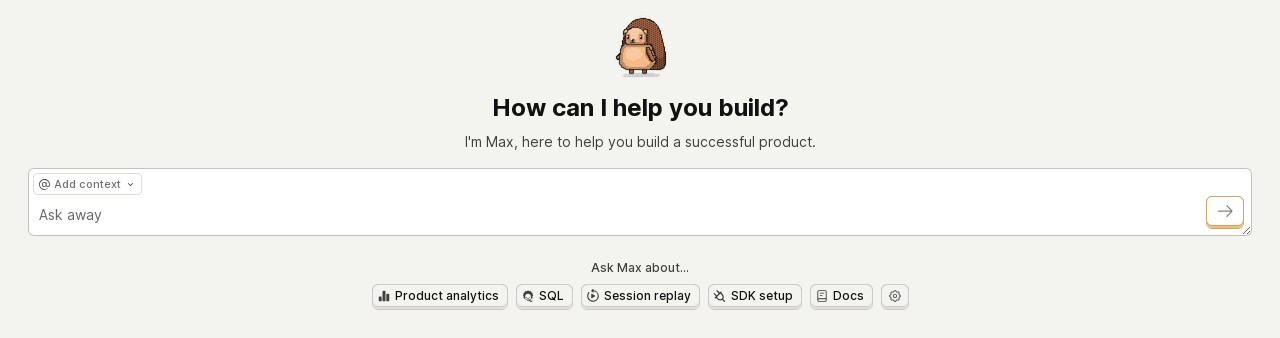 How can I help you build?
I'm Max, here to help you build a successful product.
@ Add context
Ask away
Ask Max about...
Product analytics SQL Session replay SDK setup Docs